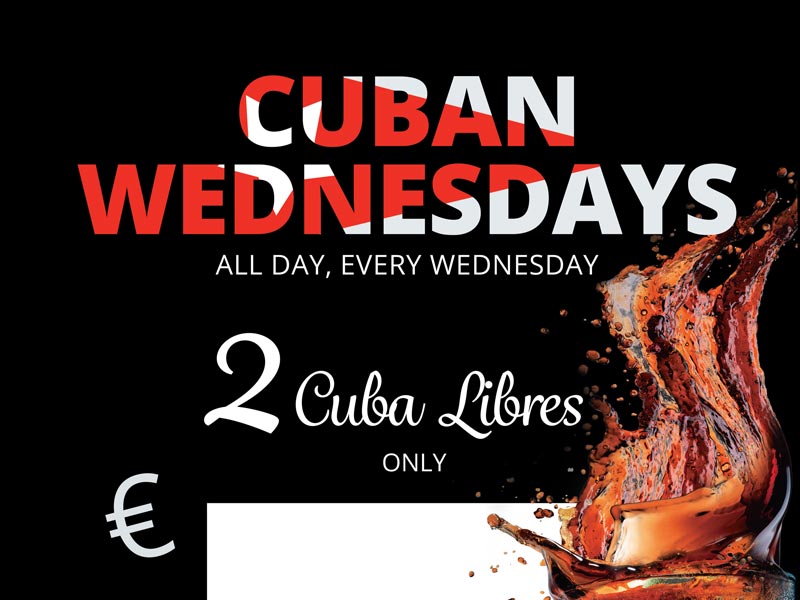 CUBAN
WEDNESDAYS
ALL DAY, EVERY WEDNESDAY
2 Cuba Libres
ONLY
€